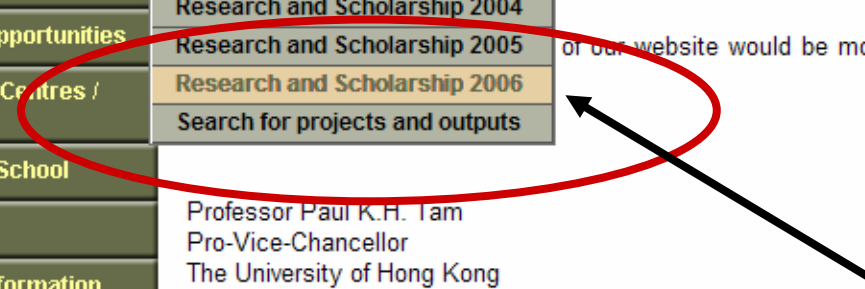 Research and Scholarship 2004
pportunities
Research and Scholarship 2005
of our website would be mo
Centres /
Research and Scholarship 2006
Search for projects and outputs
School
Professor Paul K.H. Tam
Pro-Vice-Chancellor
The University of Hong Kong
formation